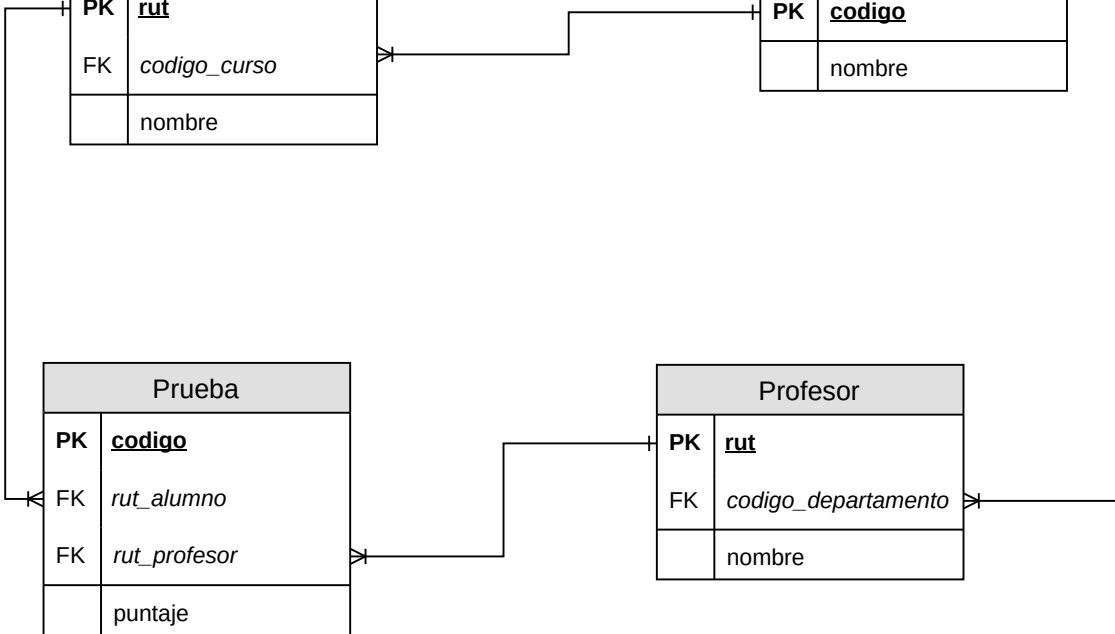 PK rut
FK codigo_curso
nombre
PK codigo
nombre
Prueba
PK codigo
FK rut_alumno
FK rut_profesor
puntaje
Profesor
PK rut
FK codigo_departamento
nombre